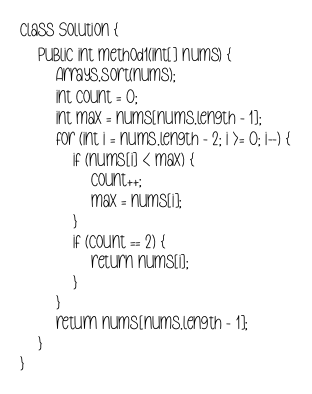 class Solution {
public int method1(int[] nums) {
Arrays.sort(nums);
int count = 0;
int max = nums[nums.length - 1];
for (int i = nums.length - 2; i >= 0; i--) {
if (nums[i] < max) {
count++;
max = nums[i];
}
if (count == 2) {
return nums[i];
}
}
return nums[nums.length - 1];
}
}